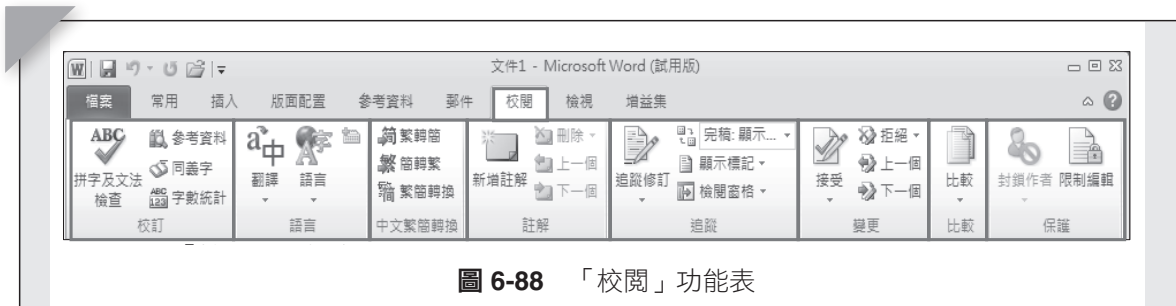 文件1 - Microsoft Word (試用版)
檔案 常用 插入 版面配置 參考資料 郵件 校閱 檢視 增益集
ABC 拼字及文法檢查
參考資料
同義字
ABC 123 字數統計
校訂
翻譯 語言
語言
繁轉簡
簡轉繁
繁簡轉換
中文繁簡轉換
新增註解
刪除
上一個
下一個
註解
追蹤修訂
完稿: 顯示...
顯示標記
檢閱窗格
追蹤
接受
拒絕
上一個
下一個
變更
比較
比較
封鎖作者 限制編輯
保護
圖 6-88 「校閱」功能表